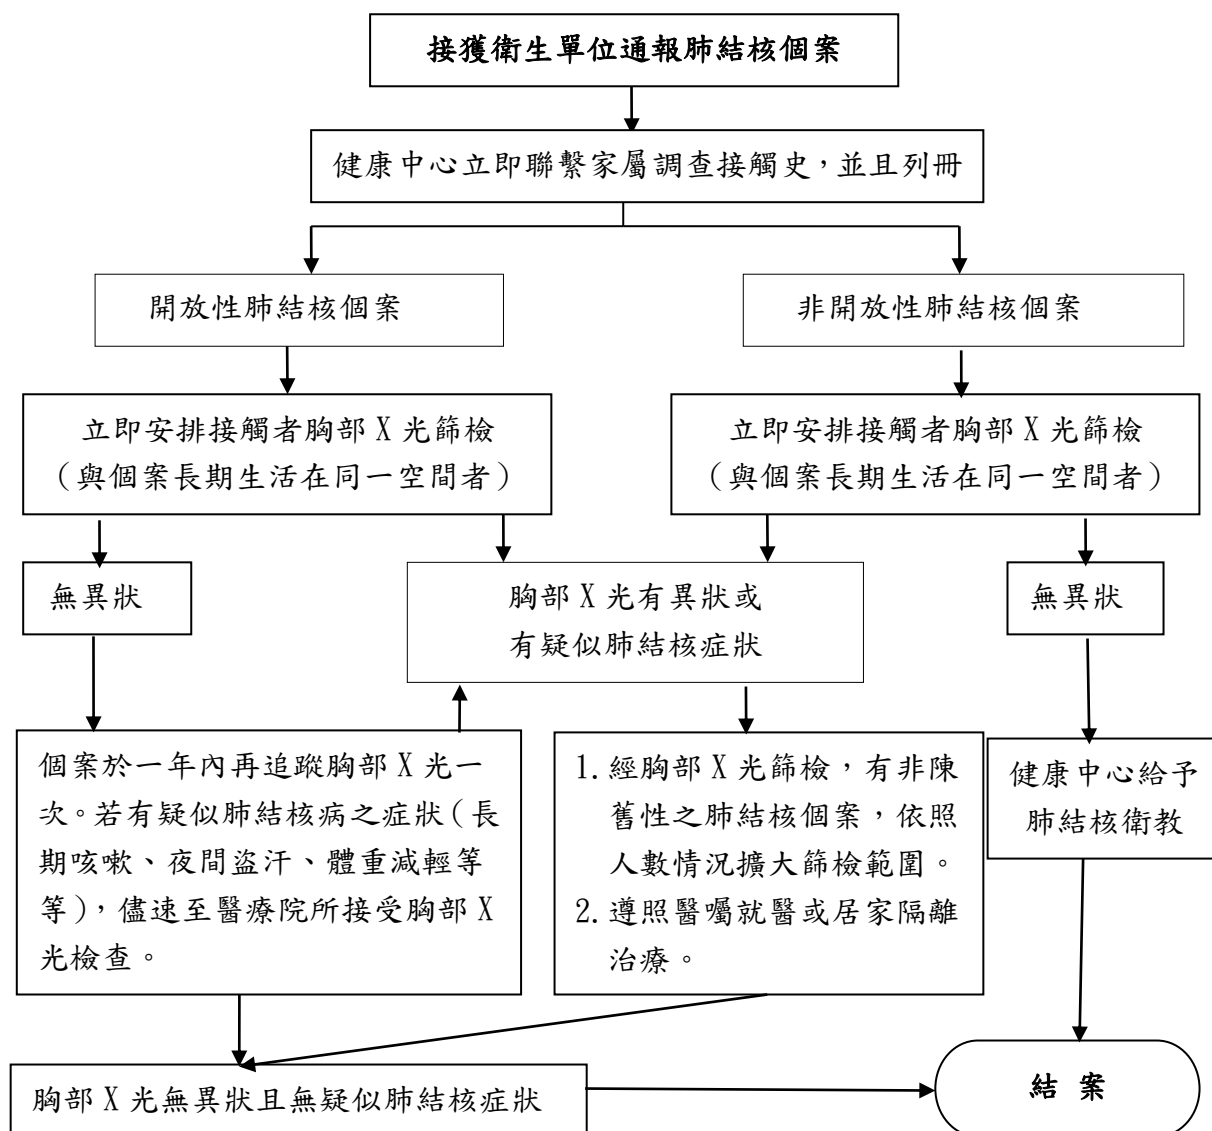 接獲衛生單位通報肺結核個案
健康中心立即聯繫家屬調查接觸史，並且列冊
開放性肺結核個案
非開放性肺結核個案
立即安排接觸者胸部 X 光篩檢
（與個案長期生活在同一空間者）
立即安排接觸者胸部 X 光篩檢
（與個案長期生活在同一空間者）
無異狀
胸部 X 光有異狀或
有疑似肺結核症狀
無異狀
個案於一年內再追蹤胸部 X 光一
次。若有疑似肺結核病之症狀（長
期咳嗽、夜間盜汗、體重減輕等
等），儘速至醫療院所接受胸部 X
光檢查。
1. 經胸部 X 光篩檢，有非陳
舊性之肺結核個案，依照
人數情況擴大篩檢範圍。
2. 遵照醫囑就醫或居家隔離
治療。
健康中心給予
肺結核衛教
胸部 X 光無異狀且無疑似肺結核症狀
結 案